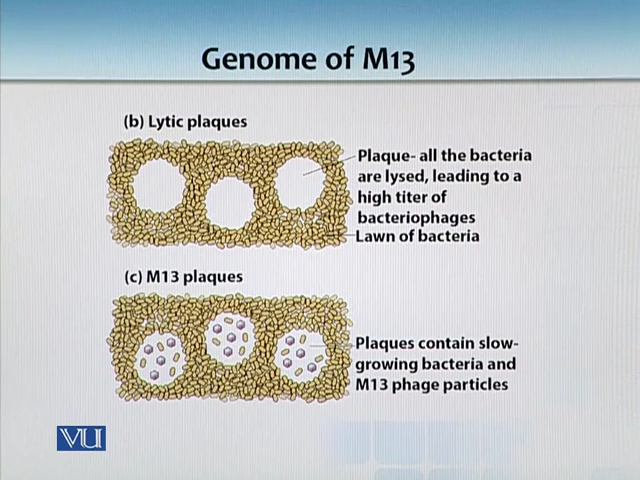 Genome of M13
(b) Lytic plaques
Plaque- all the bacteria
are lysed, leading to a
high titer of
bacteriophages
Lawn of bacteria
(c) M13 plaques
Plaques contain slow-
growing bacteria and
M13 phage particles
VU